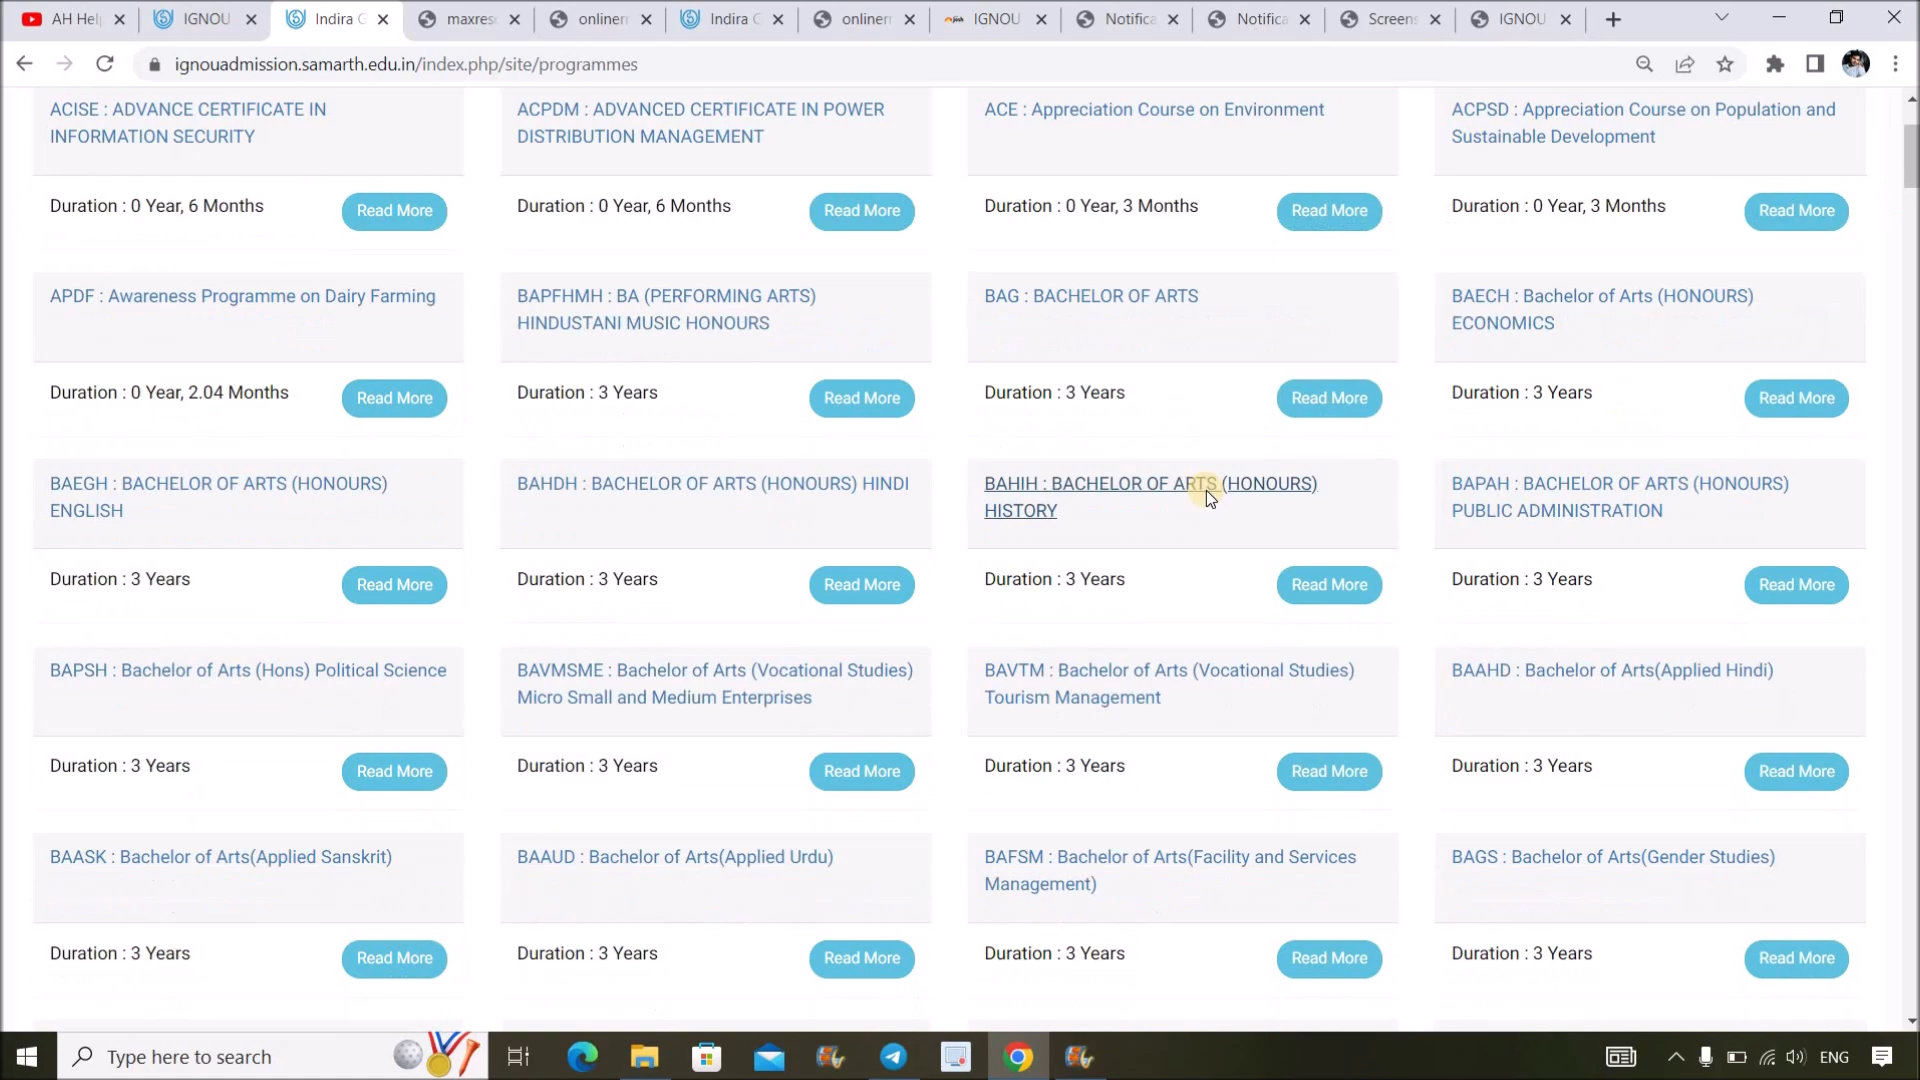 AH Hel
IGNOU
Indira G
maxres
onliner
Indira G
onliner
IGNOU
Notifica
Notifica
Screens
IGNOU
ignouadmission.samarth.edu.in/index.php/site/programmes
ACISE : ADVANCE CERTIFICATE IN
INFORMATION SECURITY
ACPDM : ADVANCED CERTIFICATE IN POWER
DISTRIBUTION MANAGEMENT
ACE : Appreciation Course on Environment
ACPSD : Appreciation Course on Population and
Sustainable Development
Duration : 0 Year, 6 Months
Read More
Duration : 0 Year, 6 Months
Read More
Duration : 0 Year, 3 Months
Read More
Duration : 0 Year, 3 Months
Read More
APDF : Awareness Programme on Dairy Farming
BAPFHMH : BA (PERFORMING ARTS)
HINDUSTANI MUSIC HONOURS
BAG : BACHELOR OF ARTS
BAECH : Bachelor of Arts (HONOURS)
ECONOMICS
Duration : 0 Year, 2.04 Months
Read More
Duration : 3 Years
Read More
Duration : 3 Years
Read More
Duration : 3 Years
Read More
BAEGH : BACHELOR OF ARTS (HONOURS)
ENGLISH
BAHDH : BACHELOR OF ARTS (HONOURS) HINDI
BAHIH : BACHELOR OF ARTS (HONOURS)
HISTORY
BAPAH : BACHELOR OF ARTS (HONOURS)
PUBLIC ADMINISTRATION
Duration : 3 Years
Read More
Duration : 3 Years
Read More
Duration : 3 Years
Read More
Duration : 3 Years
Read More
BAPSH : Bachelor of Arts (Hons) Political Science
BAVMSME : Bachelor of Arts (Vocational Studies)
Micro Small and Medium Enterprises
BAVTM : Bachelor of Arts (Vocational Studies)
Tourism Management
BAAHD : Bachelor of Arts(Applied Hindi)
Duration : 3 Years
Read More
Duration : 3 Years
Read More
Duration : 3 Years
Read More
Duration : 3 Years
Read More
BAASK : Bachelor of Arts(Applied Sanskrit)
BAAUD : Bachelor of Arts(Applied Urdu)
BAFSM : Bachelor of Arts(Facility and Services
Management)
BAGS : Bachelor of Arts(Gender Studies)
Duration : 3 Years
Read More
Duration : 3 Years
Read More
Duration : 3 Years
Read More
Duration : 3 Years
Read More
Type here to search
ENG